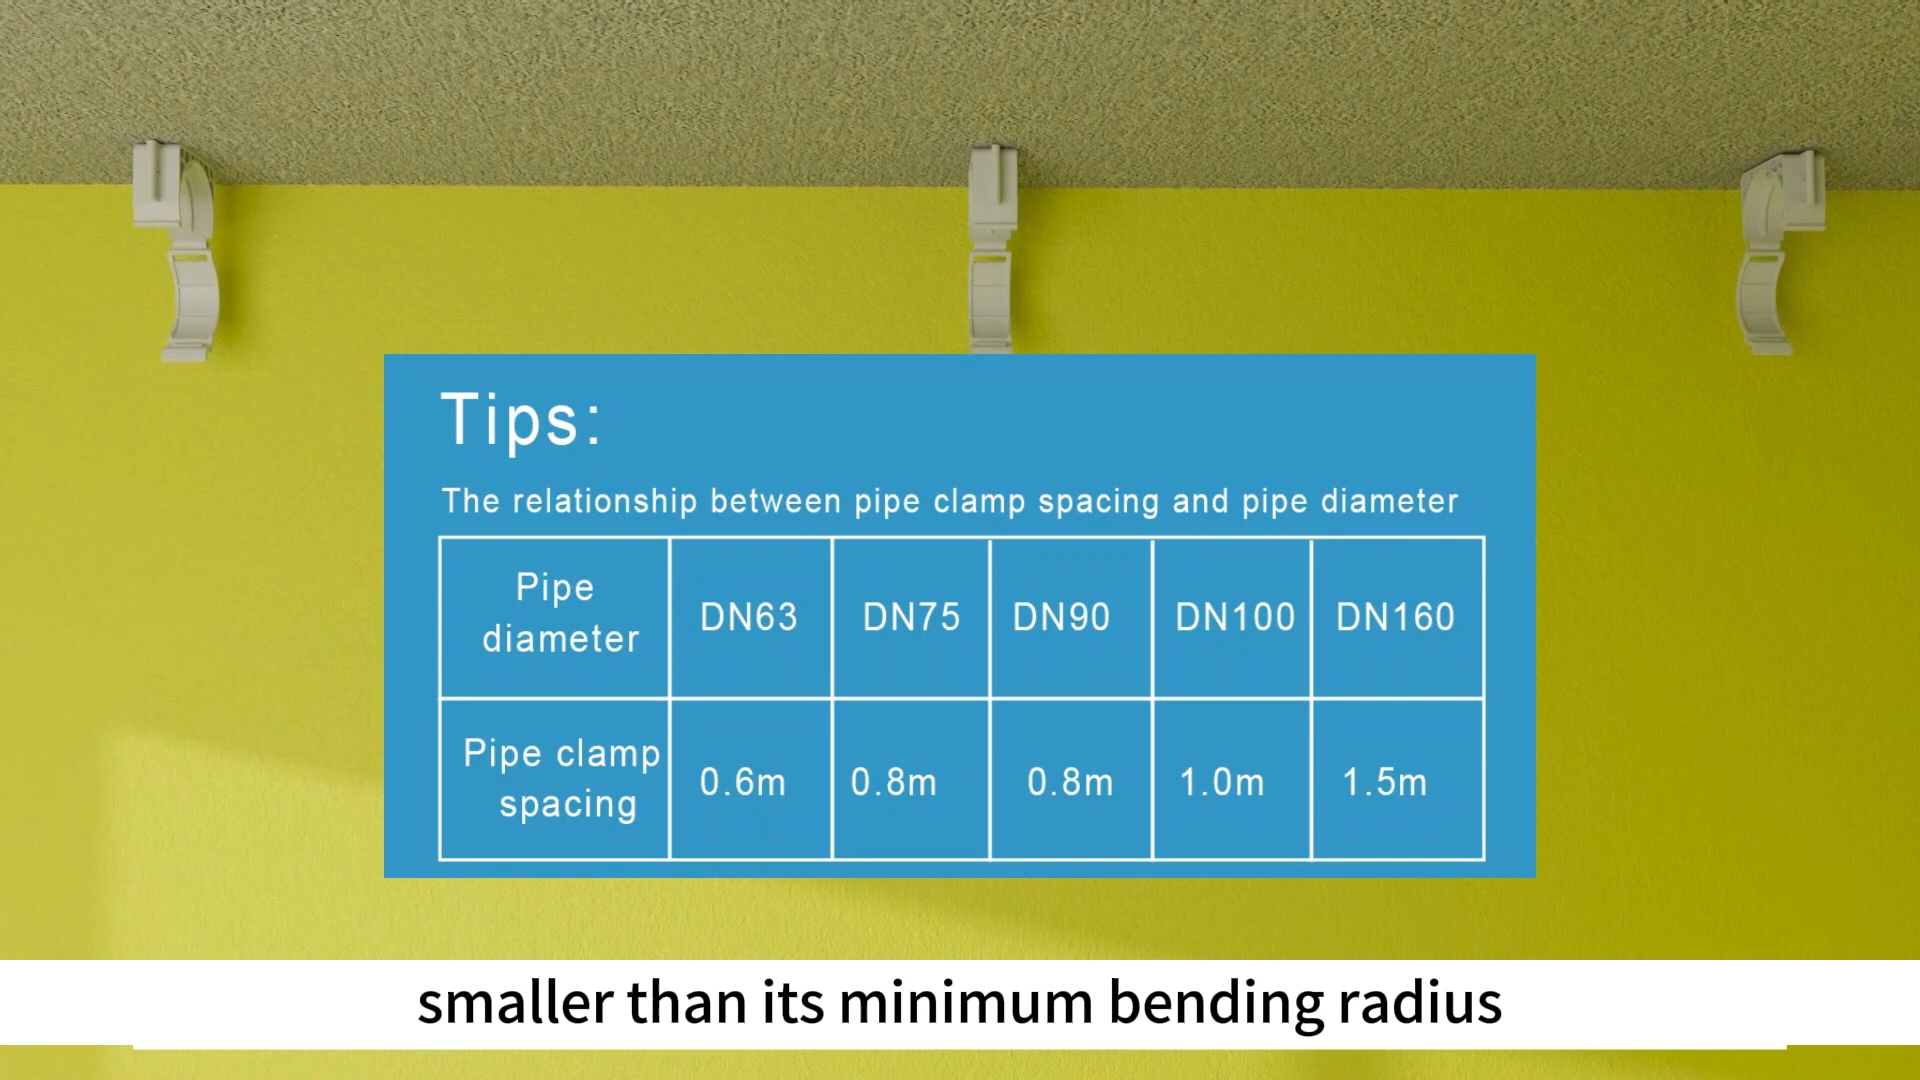 Tips:
The relationship between pipe clamp spacing and pipe diameter
Pipe diameter DN63 DN75 DN90 DN100 DN160
Pipe clamp spacing 0.6m 0.8m 0.8m 1.0m 1.5m
smaller than its minimum bending radius